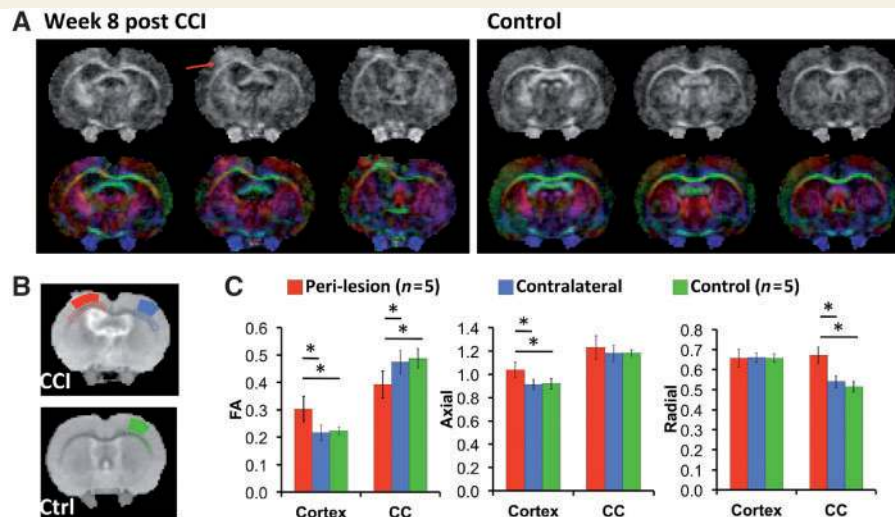 A Week 8 post CCI Control
B
CCI
Ctrl
C Peri-lesion (n=5) Contralateral Control (n=5)
FA
0.6
0.5
0.4
0.3
0.2
0.1
0.0
* * * *
Cortex CC
Axial
1.4
1.2
1.0
0.8
0.6
0.4
0.2
0.0
* *
Cortex CC
Radial
0.8
0.7
0.6
0.5
0.4
0.3
0.2
0.1
0.0
* *
Cortex CC